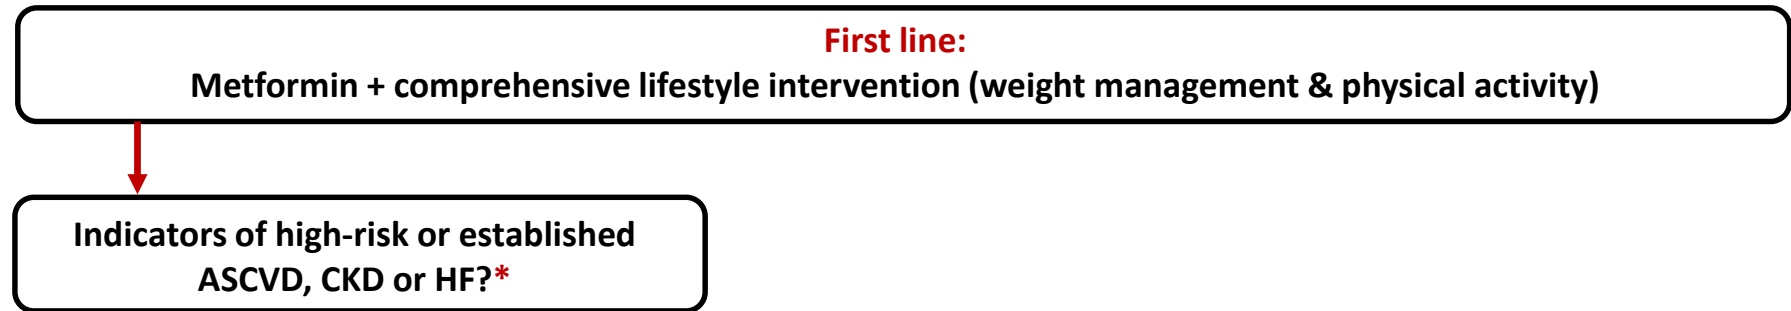 First line:
Metformin + comprehensive lifestyle intervention (weight management & physical activity)
Indicators of high-risk or established
ASCVD, CKD or HF?*